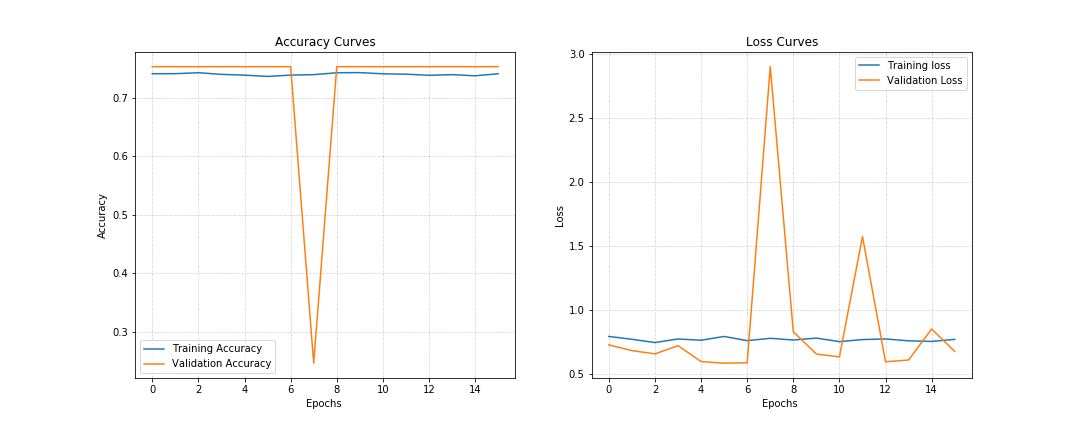 Accuracy Curves
0.7
0.6
0.5
0.4
0.3
Accuracy
Training Accuracy
Validation Accuracy
0 2 4 6 8 10 12 14
Epochs
Loss Curves
3.0
2.5
2.0
1.5
1.0
0.5
Loss
Training loss
Validation Loss
0 2 4 6 8 10 12 14
Epochs